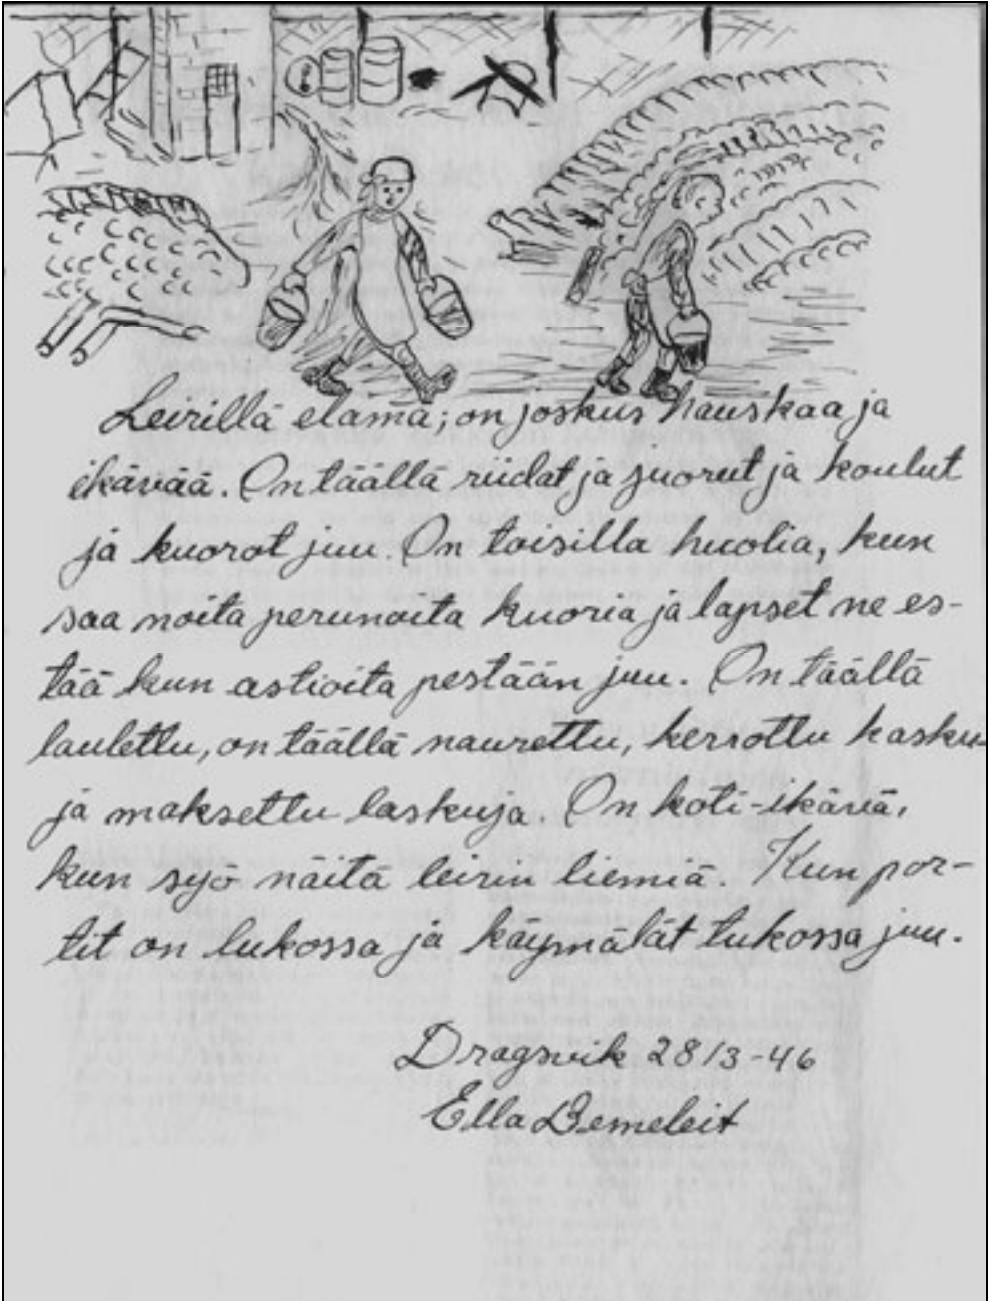 Leirillä elämä; on joskus hauskaa ja
ikävää. On täällä riidat ja juorut ja koulut
ja kuorot juu. On toisilla huolia, kun
saa noita perunoita kuoria ja lapset ne es-
tää kun astioita pestään juu. On täällä
laulettu, on täällä naurettu, kerrottu kasku-
ja maksettu laskuja. On koti-ikävä,
kun syö näitä leirin liemiä. Kun por-
tit on lukossa ja käymälät tukossa juu.
Dragsvik 28/3-46
Ella Demeleit